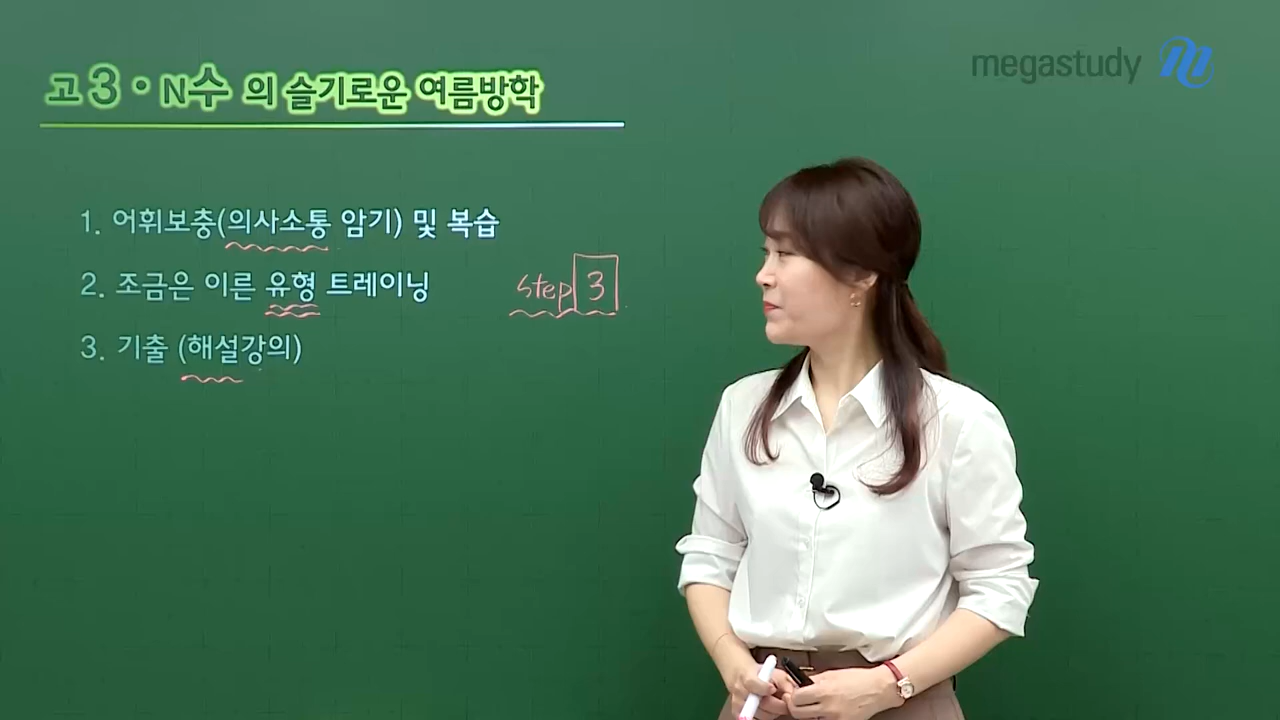 megastudy
고3·N수의 슬기로운 여름방학
1. 어휘보충(의사소통 암기) 및 복습
2. 조금은 이른 유형 트레이닝
step 3
3. 기출 (해설강의)